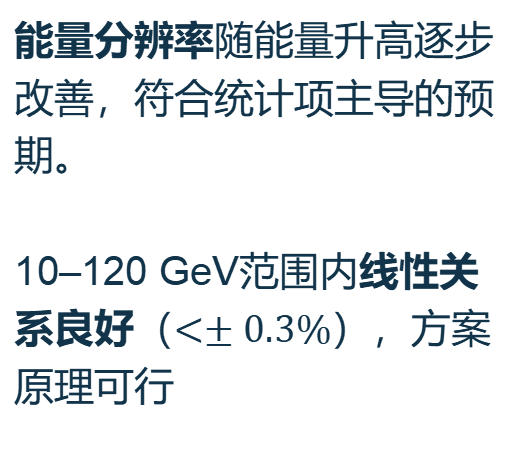 能量分辨率随能量升高逐步
改善，符合统计项主导的预
期。
10–120 GeV范围内线性关
系良好（<± 0.3%），方案
原理可行